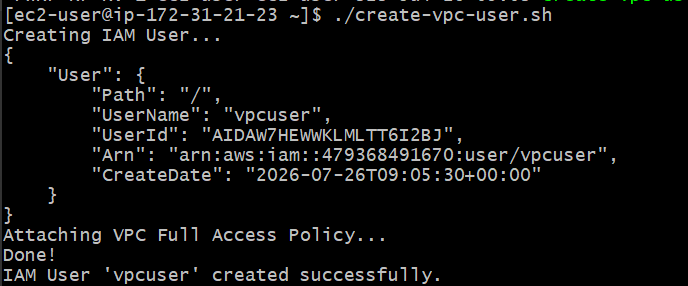 [ec2-user@ip-172-31-21-23 ~]$ ./create-vpc-user.sh
Creating IAM User...
{
    "User": {
        "Path": "/",
        "UserName": "vpcuser",
        "UserId": "AIDAW7HEWWKLMLTT6I2BJ",
        "Arn": "arn:aws:iam::479368491670:user/vpcuser",
        "CreateDate": "2026-07-26T09:05:30+00:00"
    }
}
Attaching VPC Full Access Policy...
Done!
IAM User 'vpcuser' created successfully.